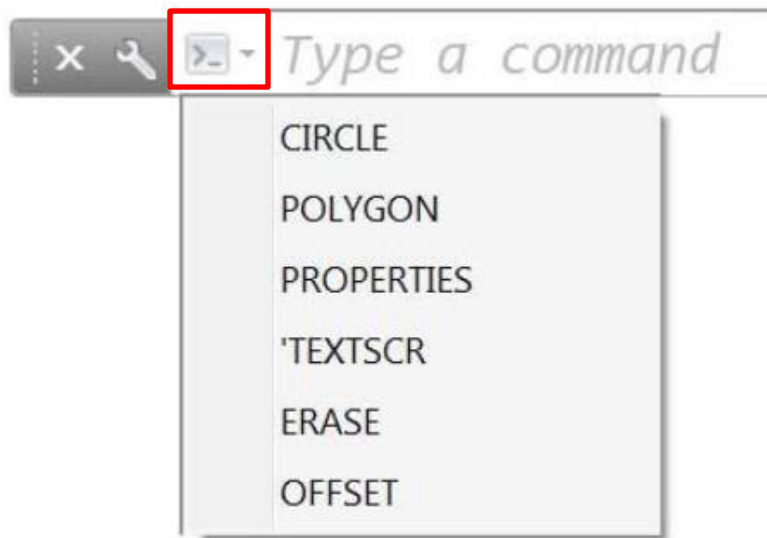 Type a command
CIRCLE
POLYGON
PROPERTIES
'TEXTSCR
ERASE
OFFSET